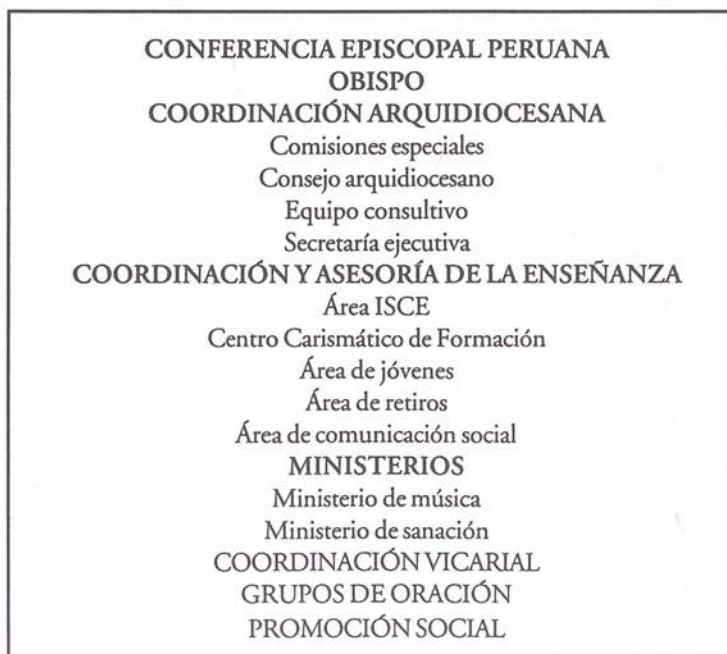 CONFERENCIA EPISCOPAL PERUANA
OBISPO
COORDINACIÓN ARQUIDIOCESANA
Comisiones especiales
Consejo arquidiocesano
Equipo consultivo
Secretaría ejecutiva
COORDINACIÓN Y ASESORÍA DE LA ENSEÑANZA
Área ISCE
Centro Carismático de Formación
Área de jóvenes
Área de retiros
Área de comunicación social
MINISTERIOS
Ministerio de música
Ministerio de sanación
COORDINACIÓN VICARIAL
GRUPOS DE ORACIÓN
PROMOCIÓN SOCIAL